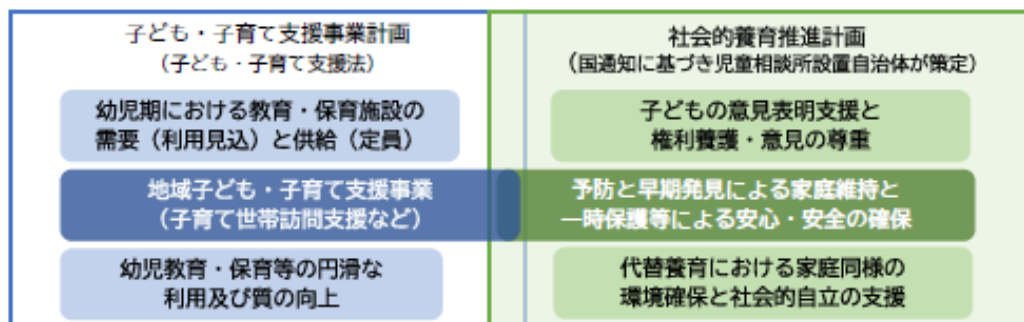 子ども・子育て支援事業計画
（子ども・子育て支援法）
幼児期における教育・保育施設の
需要（利用見込）と供給（定員）
地域子ども・子育て支援事業
（子育て世帯訪問支援など）
幼児教育・保育等の円滑な
利用及び質の向上
社会的養育推進計画
（国通知に基づき児童相談所設置自治体が策定）
子どもの意見表明支援と
権利養護・意見の尊重
予防と早期発見による家庭維持と
一時保護等による安心・安全の確保
代替養育における家庭同様の
環境確保と社会的自立の支援